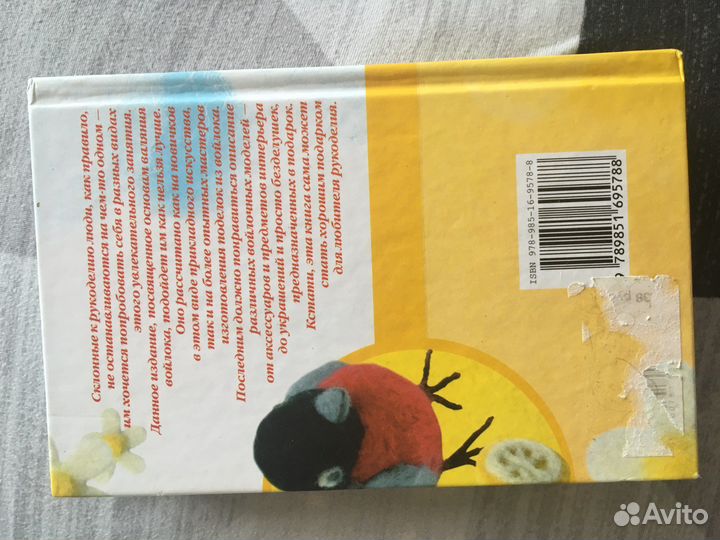 Склонные к рукоделию люди, как правило,
не останавливаются на чем-то одном —
им хочется попробовать себя в разных видах
этого увлекательного занятия.
Данное издание, посвященное основам валяния
войлока, подойдет им как нельзя лучше.
Оно рассчитано как на новичков
в этом виде прикладного искусства,
так и на более опытных мастеров
изготовления поделок из войлока.
Последним должно понравиться описание
разных войлочных моделей —
от аксессуаров и предметов интерьера
до украшений и просто безделушек,
предназначенных в подарок.
Кстати, эта книга сама может
стать хорошим подарком
для любителя рукоделия.
ISBN 978-985-16-9578-8
9 789851 695788
38
Avito